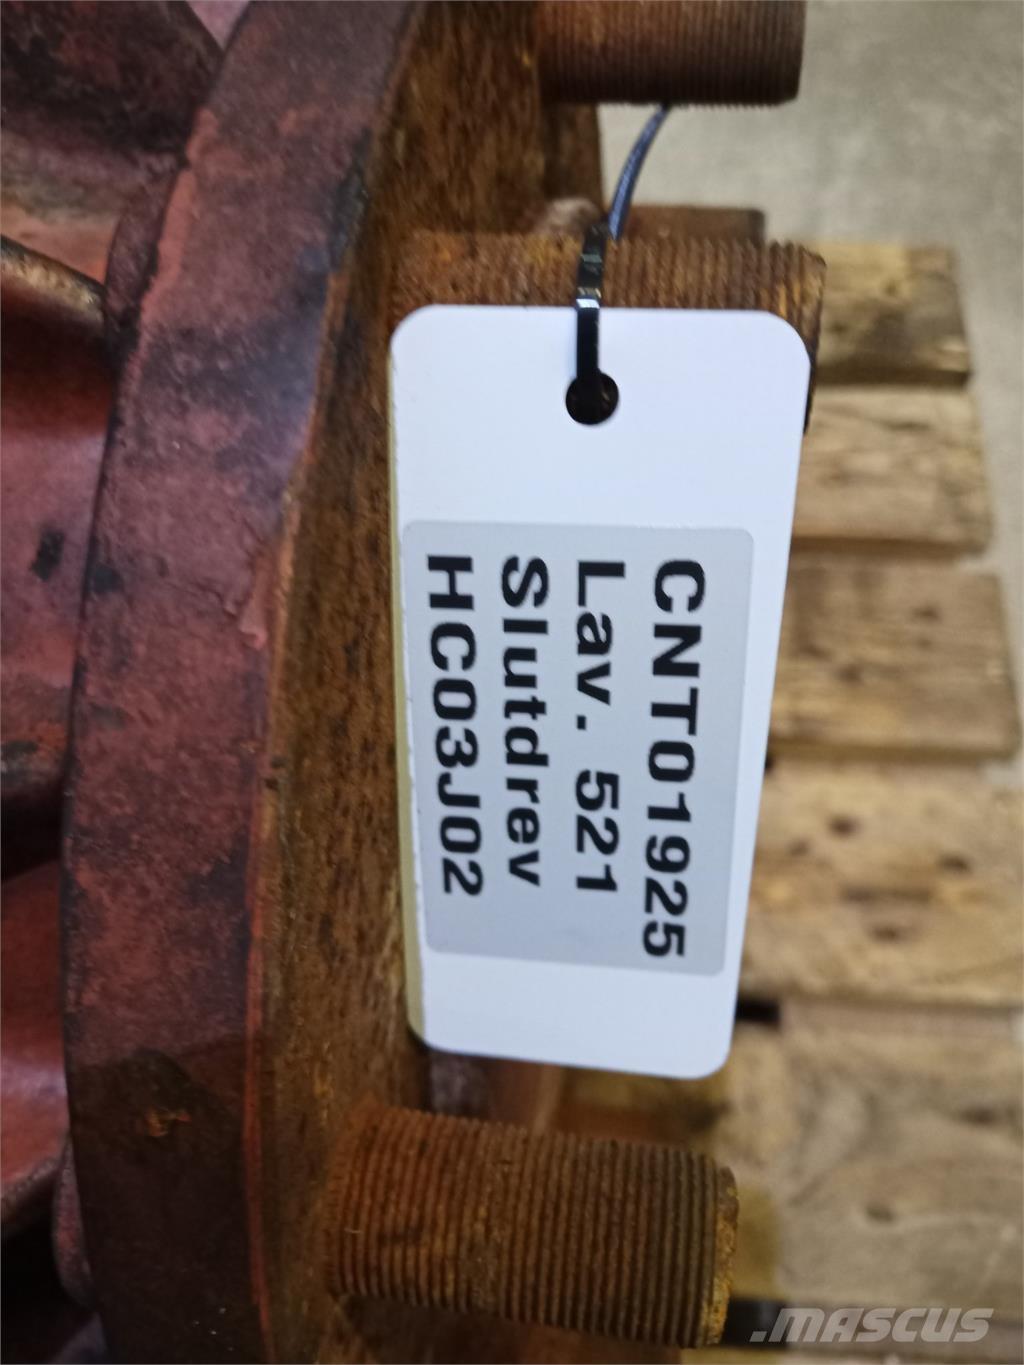 CNT01925
Lav. 521
Slutdrev
HC03J02
.MASCUS